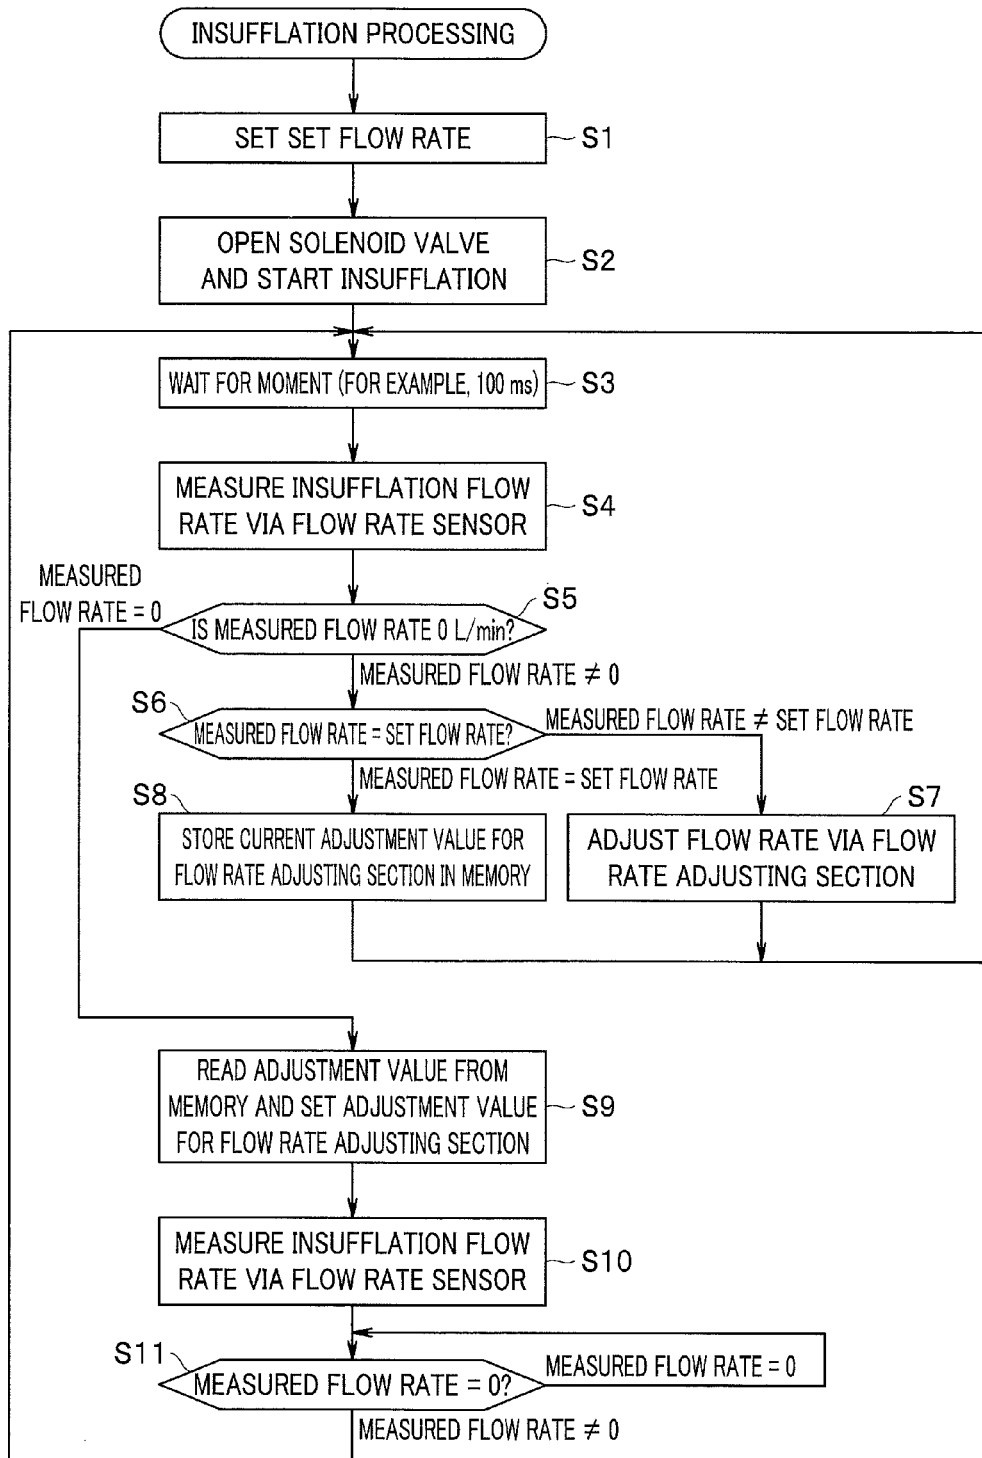 INSUFFLATION PROCESSING
SET SET FLOW RATE
S1
OPEN SOLENOID VALVE
AND START INSUFFLATION
S2
WAIT FOR MOMENT (FOR EXAMPLE, 100 ms)
S3
MEASURE INSUFFLATION FLOW
RATE VIA FLOW RATE SENSOR
S4
MEASURED
FLOW RATE = 0
S5
IS MEASURED FLOW RATE 0 L/min?
MEASURED FLOW RATE ≠ 0
S6
MEASURED FLOW RATE = SET FLOW RATE?
MEASURED FLOW RATE ≠ SET FLOW RATE
MEASURED FLOW RATE = SET FLOW RATE
S8
STORE CURRENT ADJUSTMENT VALUE FOR
FLOW RATE ADJUSTING SECTION IN MEMORY
S7
ADJUST FLOW RATE VIA FLOW
RATE ADJUSTING SECTION
READ ADJUSTMENT VALUE FROM
MEMORY AND SET ADJUSTMENT VALUE
FOR FLOW RATE ADJUSTING SECTION
S9
MEASURE INSUFFLATION FLOW
RATE VIA FLOW RATE SENSOR
S10
S11
MEASURED FLOW RATE = 0?
MEASURED FLOW RATE = 0
MEASURED FLOW RATE ≠ 0